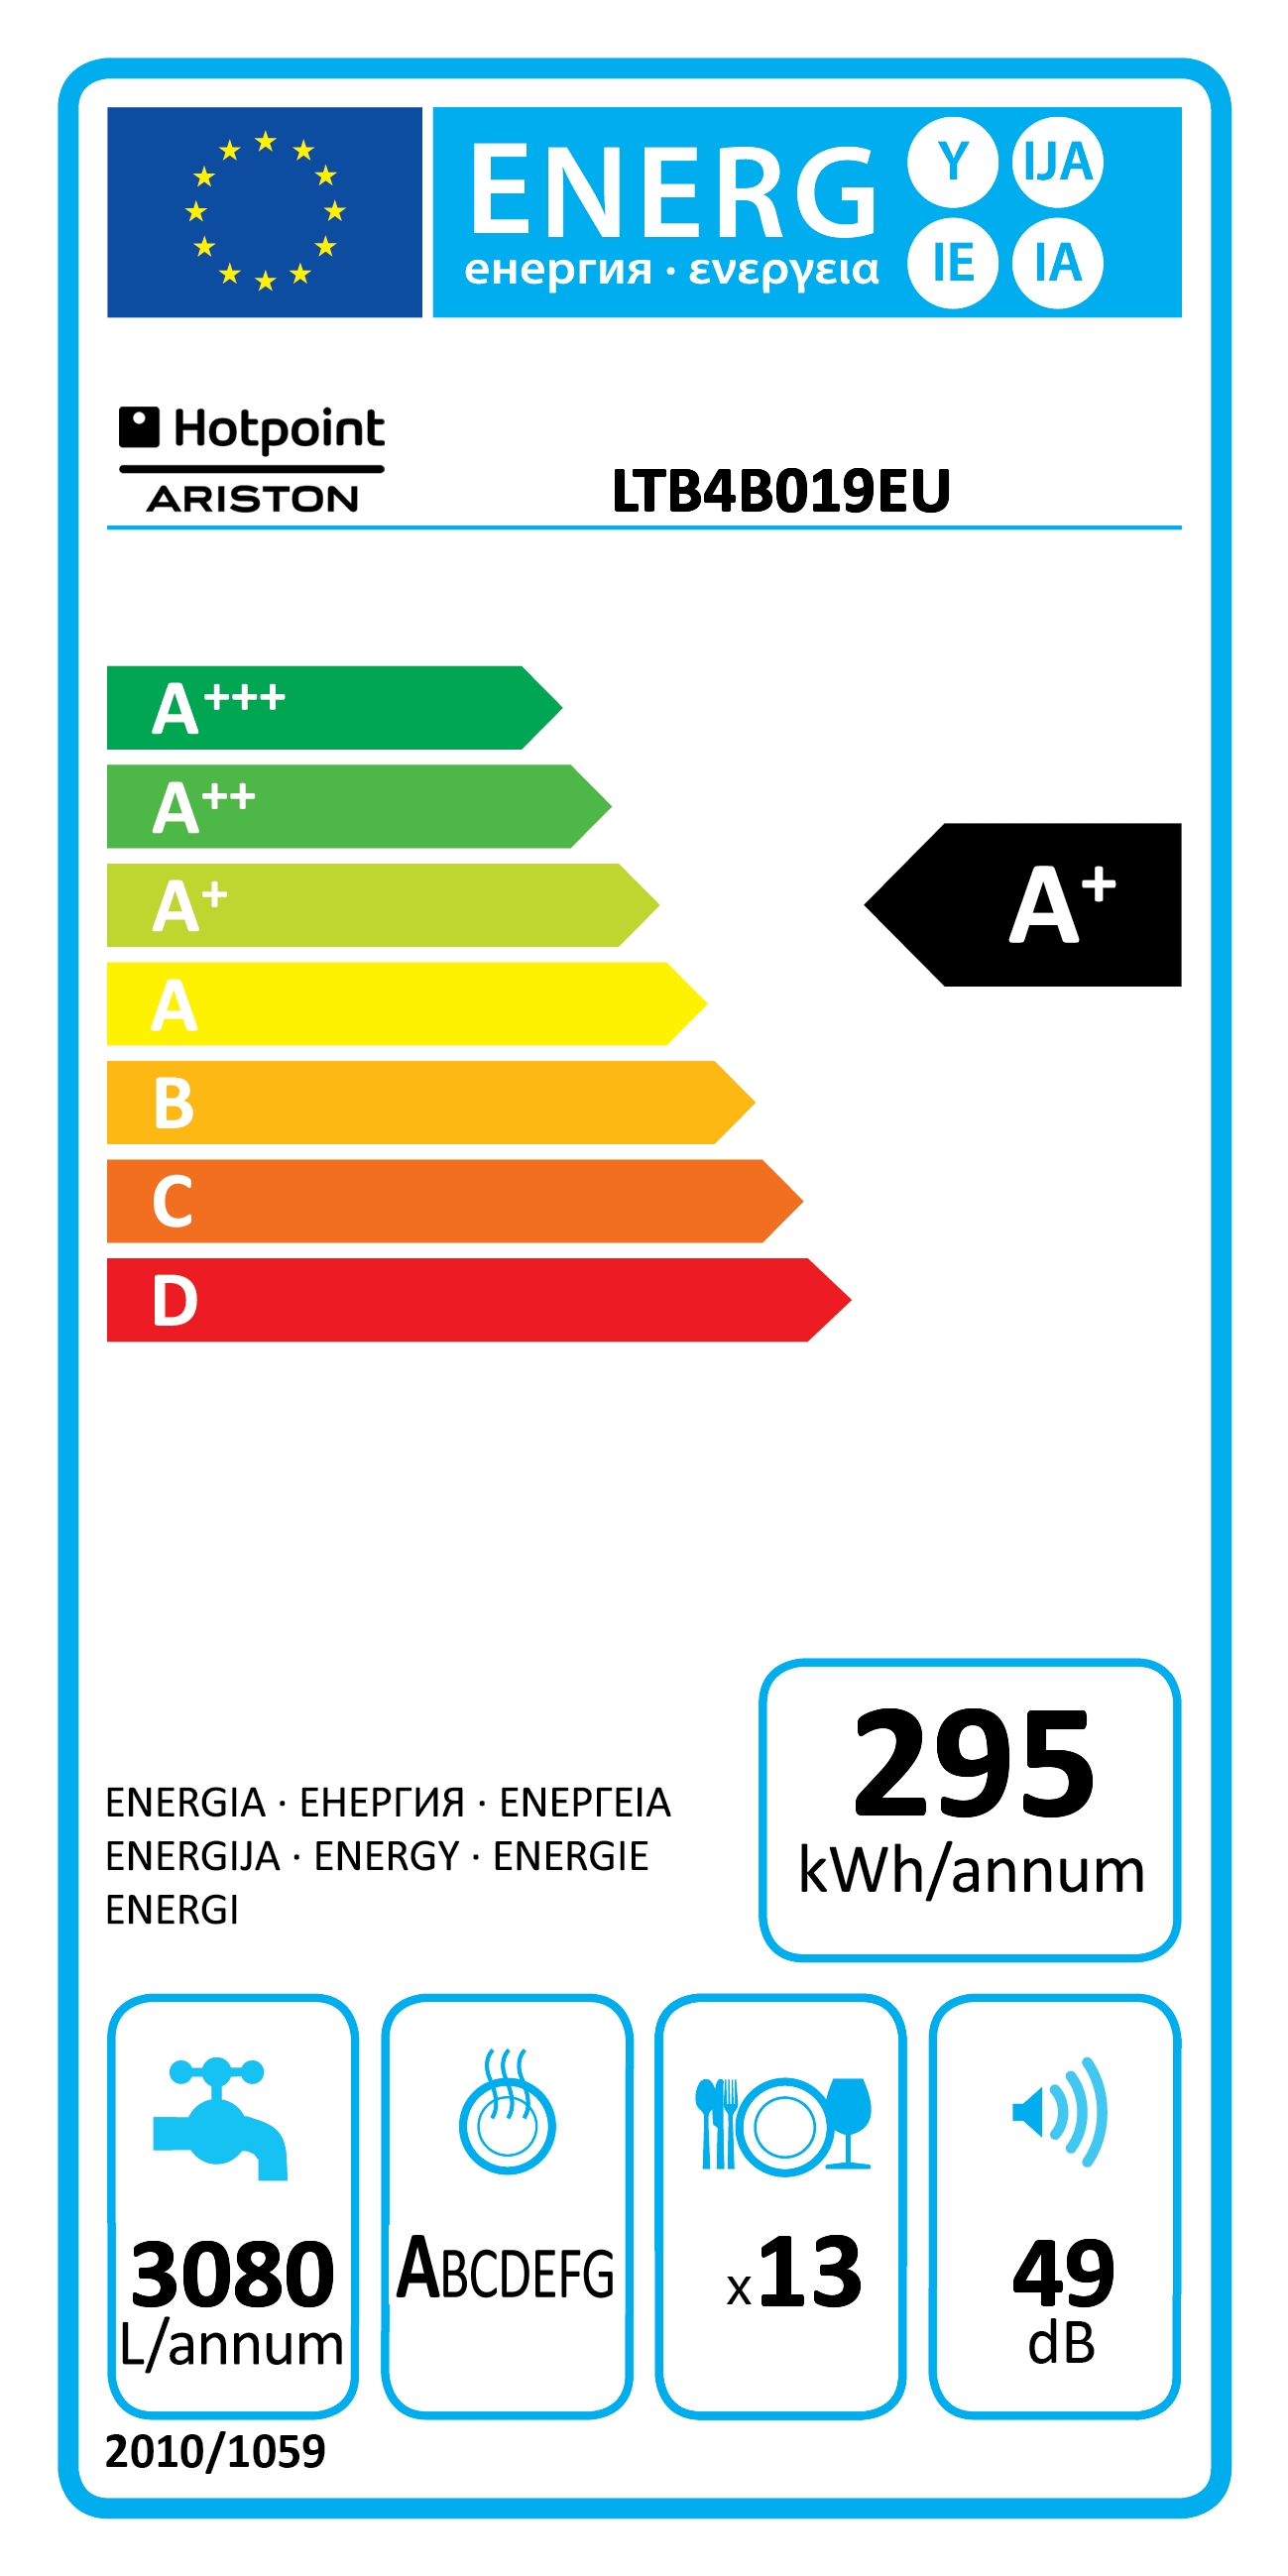 ENERG
Y IJA
IE IA
енергия · ενεργεια
Hotpoint
ARISTON
LTB4B019EU
A+++
A++
A+
A+
A
B
C
D
295
kWh/annum
ENERGIA · ЕНЕРГИЯ · ΕΝΕΡΓΕΙΑ
ENERGIJA · ENERGY · ENERGIE
ENERGI
3080
L/annum
ABCDEFG
x13
49
dB
2010/1059